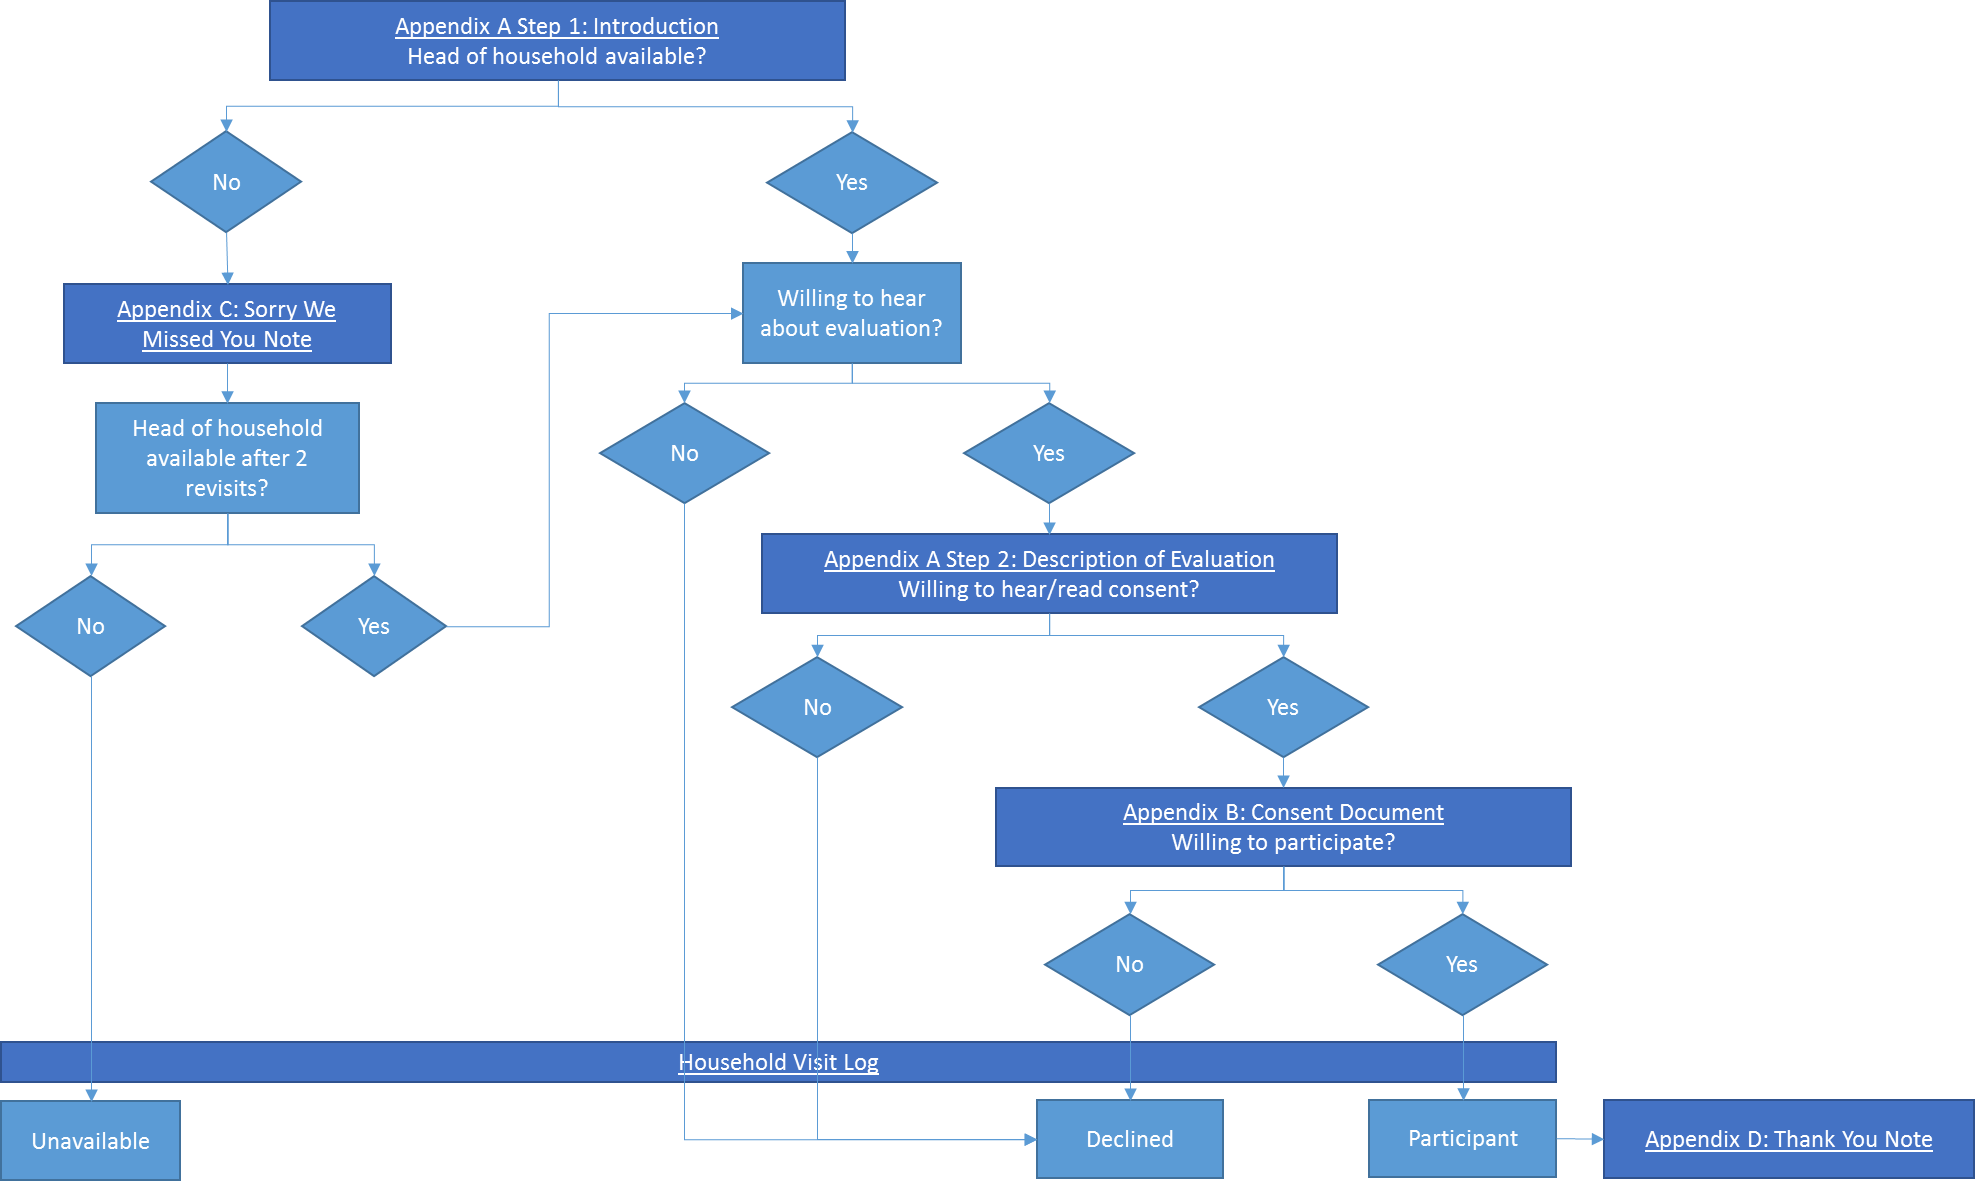 Appendix A Step 1: Introduction
Head of household available?
No
Yes
Appendix C: Sorry We
Missed You Note
Willing to hear
about evaluation?
Head of household
available after 2
revisits?
No
Yes
No
Yes
Appendix A Step 2: Description of Evaluation
Willing to hear/read consent?
No
Yes
Appendix B: Consent Document
Willing to participate?
No
Yes
Household Visit Log
Unavailable
Declined
Participant
Appendix D: Thank You Note